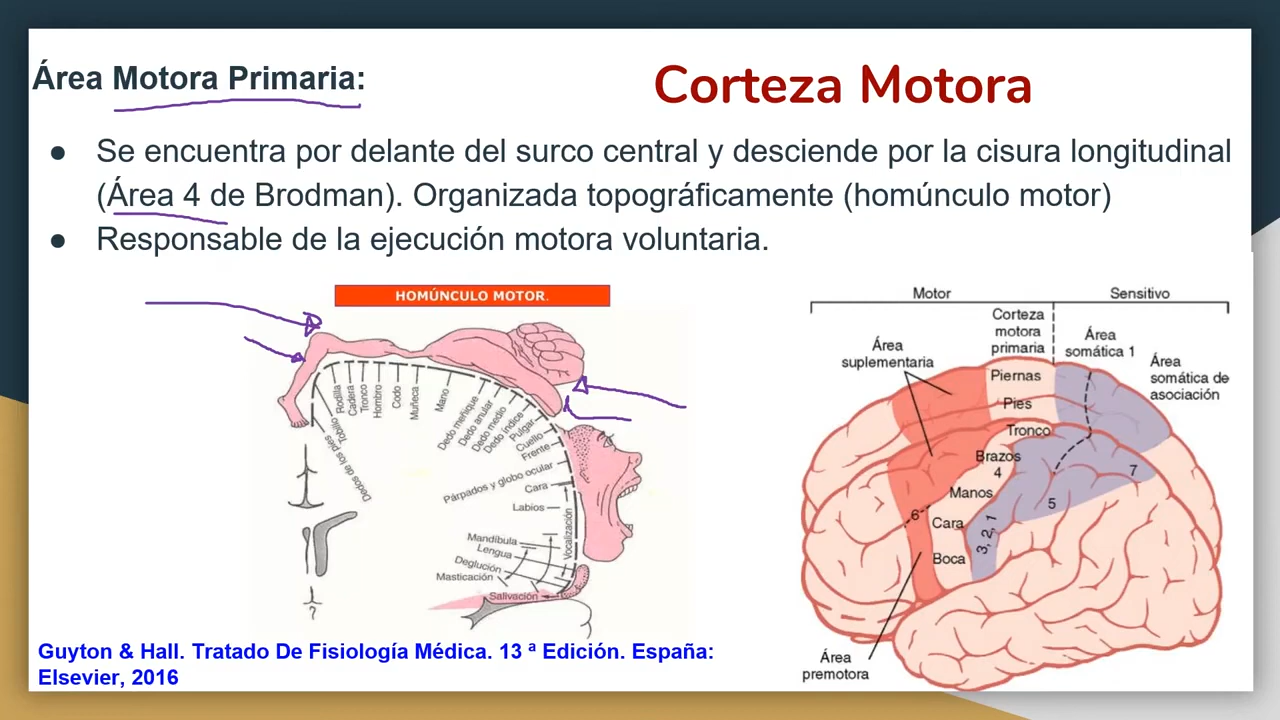 Área Motora Primaria:
Corteza Motora
● Se encuentra por delante del surco central y desciende por la cisura longitudinal
(Área 4 de Brodman). Organizada topográficamente (homúnculo motor)
● Responsable de la ejecución motora voluntaria.
HOMÚNCULO MOTOR.
Dedos de los pies
Tobillo
Rodilla
Cadera
Tronco
Hombro
Codo
Muñeca
Mano
Dedo meñique
Dedo anular
Dedo medio
Dedo índice
Pulgar
Cuello
Frente
Párpados y globo ocular
Cara
Labios
Vocalización
Mandíbula
Lengua
Deglución
Masticación
Salivación
?
Motor
Sensitivo
Corteza
motora
primaria
Área
suplementaria
Área
somática 1
Área
somática de
asociación
Piernas
Pies
Tronco
Brazos
4
Manos
6
Cara
Boca
3, 2, 1
5
7
Área
premotora
Guyton & Hall. Tratado De Fisiología Médica. 13 ª Edición. España:
Elsevier, 2016